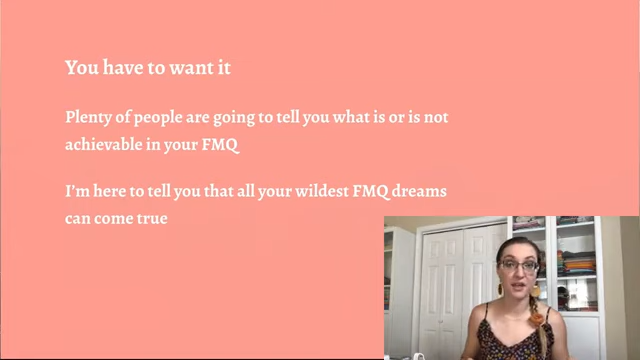 You have to want it
Plenty of people are going to tell you what is or is not
achievable in your FMQ
I'm here to tell you that all your wildest FMQ dreams
can come true